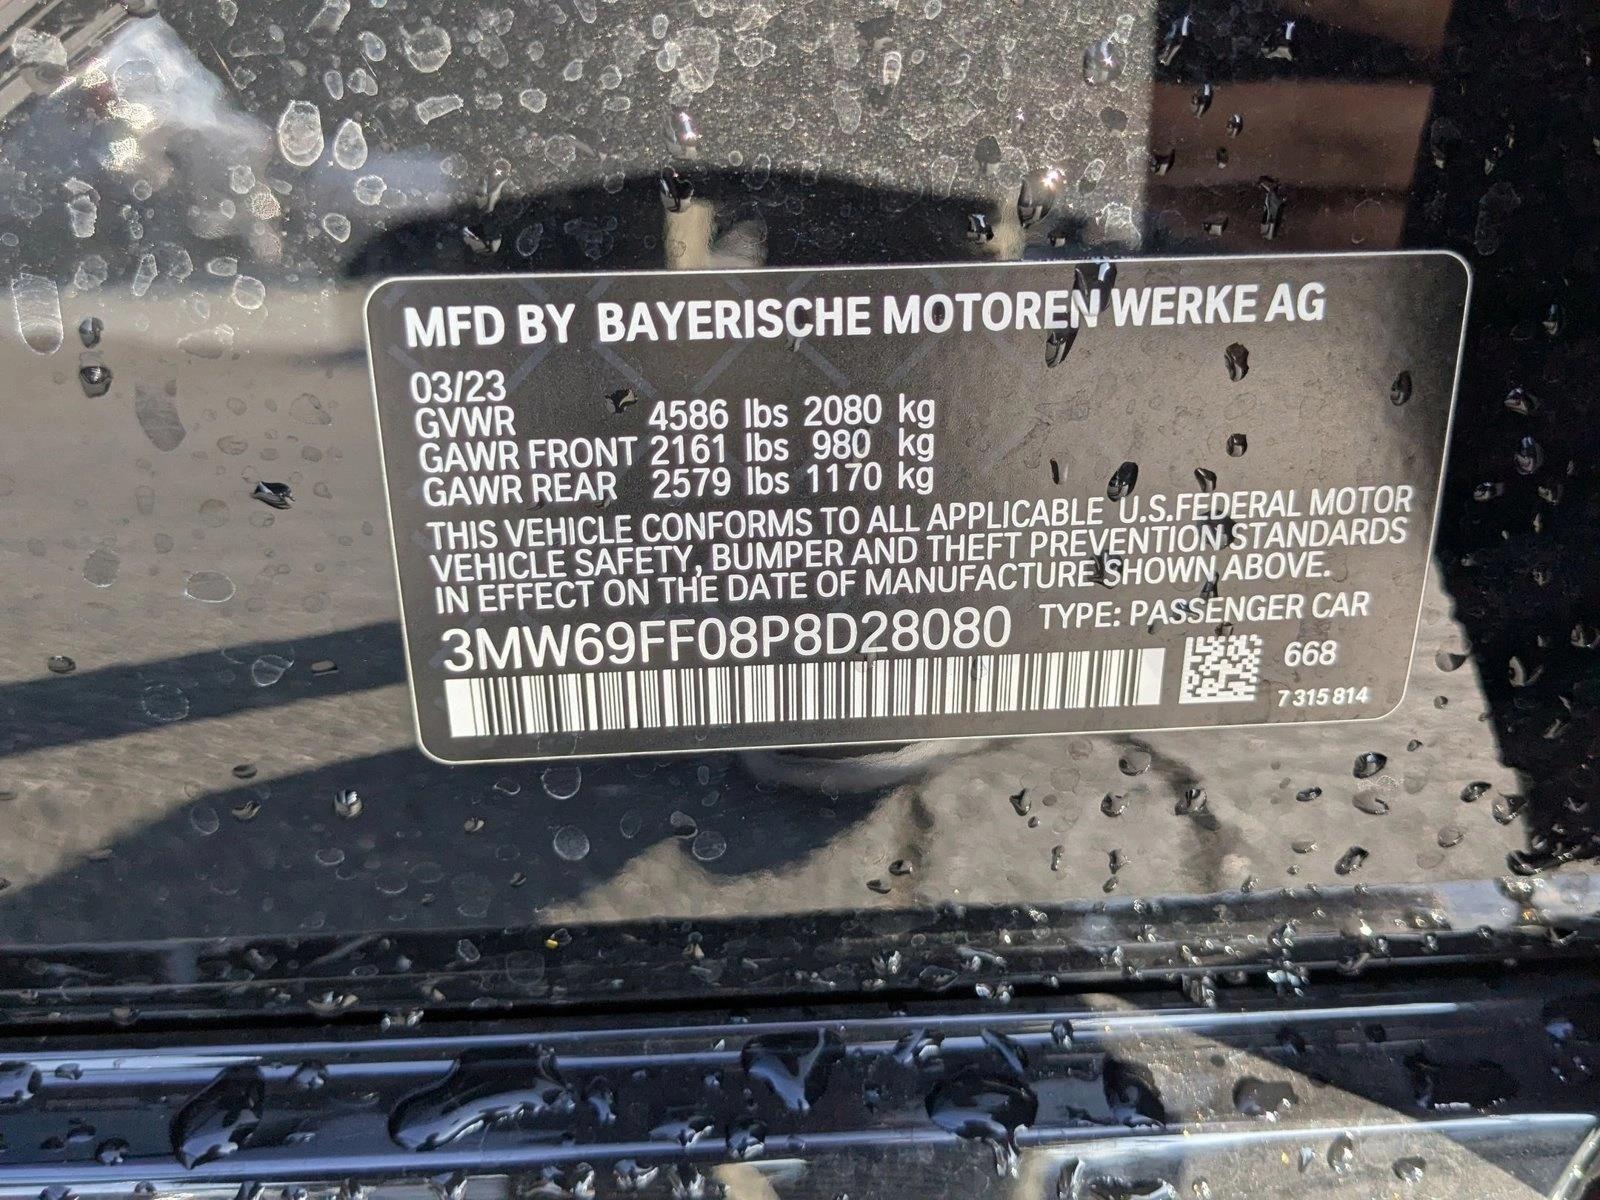 MFD BY BAYERISCHE MOTOREN WERKE AG
03/23
GVWR 4586 lbs 2080 kg
GAWR FRONT 2161 lbs 980 kg
GAWR REAR 2579 lbs 1170 kg
THIS VEHICLE CONFORMS TO ALL APPLICABLE U.S.FEDERAL MOTOR
VEHICLE SAFETY, BUMPER AND THEFT PREVENTION STANDARDS
IN EFFECT ON THE DATE OF MANUFACTURE SHOWN ABOVE.
3MW69FF08P8D28080 TYPE: PASSENGER CAR
668
7 315 814